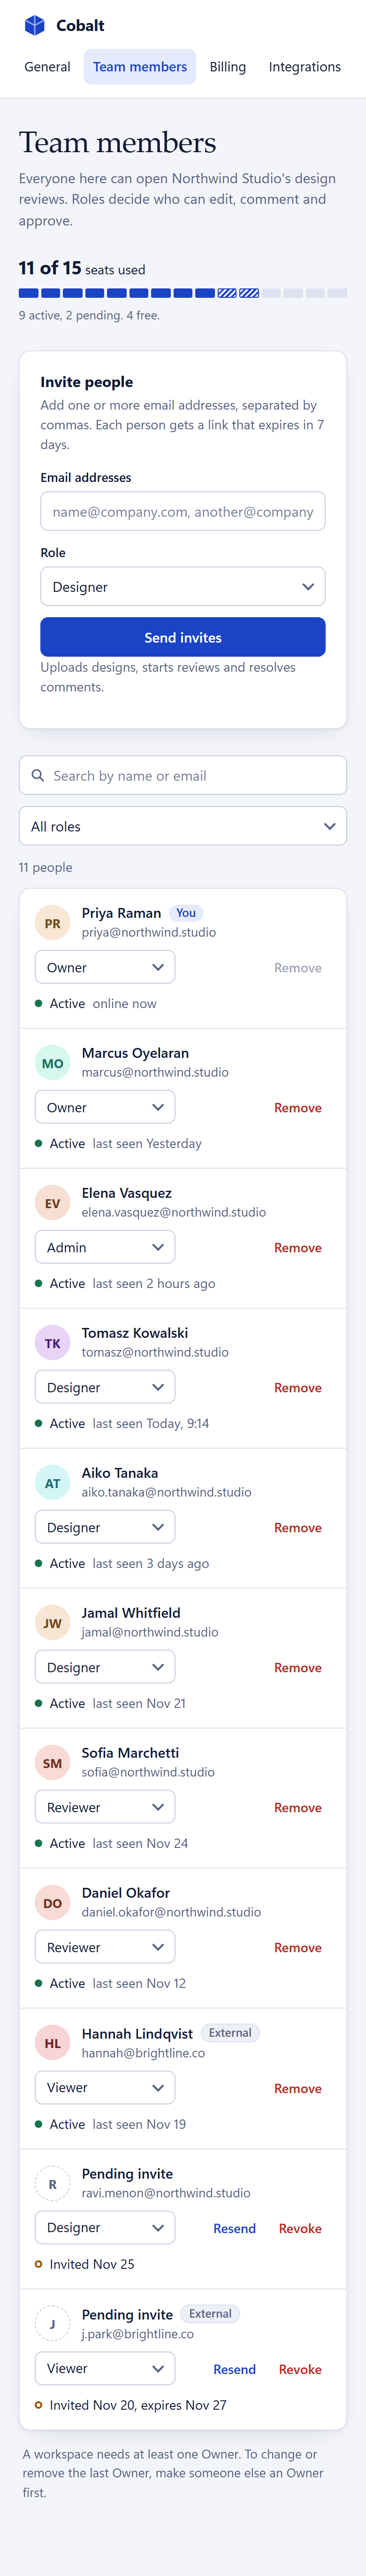 Cobalt
General Team members Billing Integrations
Team members
Everyone here can open Northwind Studio's design
reviews. Roles decide who can edit, comment and
approve.
11 of 15 seats used
9 active, 2 pending. 4 free.
Invite people
Add one or more email addresses, separated by
commas. Each person gets a link that expires in 7
days.
Email addresses
name@company.com, another@company
Role
Designer
Send invites
Uploads designs, starts reviews and resolves
comments.
Search by name or email
All roles
11 people
PR Priya Raman You
priya@northwind.studio
Owner Remove
Active online now
MO Marcus Oyelaran
marcus@northwind.studio
Owner Remove
Active last seen Yesterday
EV Elena Vasquez
elena.vasquez@northwind.studio
Admin Remove
Active last seen 2 hours ago
TK Tomasz Kowalski
tomasz@northwind.studio
Designer Remove
Active last seen Today, 9:14
AT Aiko Tanaka
aiko.tanaka@northwind.studio
Designer Remove
Active last seen 3 days ago
JW Jamal Whitfield
jamal@northwind.studio
Designer Remove
Active last seen Nov 21
SM Sofia Marchetti
sofia@northwind.studio
Reviewer Remove
Active last seen Nov 24
DO Daniel Okafor
daniel.okafor@northwind.studio
Reviewer Remove
Active last seen Nov 12
HL Hannah Lindqvist External
hannah@brightline.co
Viewer Remove
Active last seen Nov 19
R Pending invite
ravi.menon@northwind.studio
Designer Resend Revoke
Invited Nov 25
J Pending invite External
j.park@brightline.co
Viewer Resend Revoke
Invited Nov 20, expires Nov 27
A workspace needs at least one Owner. To change or
remove the last Owner, make someone else an Owner
first.